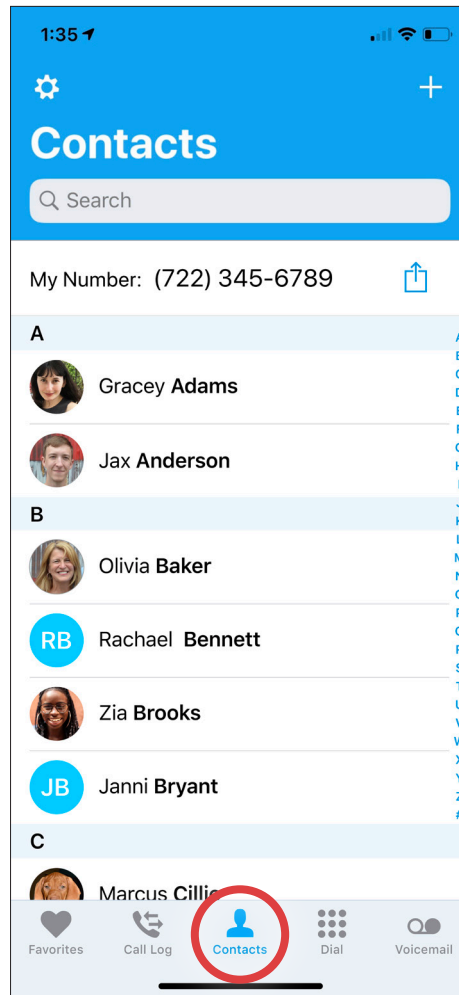 1:35
Contacts
Search
My Number: (722) 345-6789
A
Gracey Adams
Jax Anderson
B
Olivia Baker
RB
Rachael Bennett
Zia Brooks
JB
Janni Bryant
C
Marcus
A
B
C
D
E
F
G
H
I
J
K
L
M
N
O
P
Q
R
S
T
U
V
W
X
Y
Z
#
Favorites
Call Log
Contacts
Dial
Voicemail